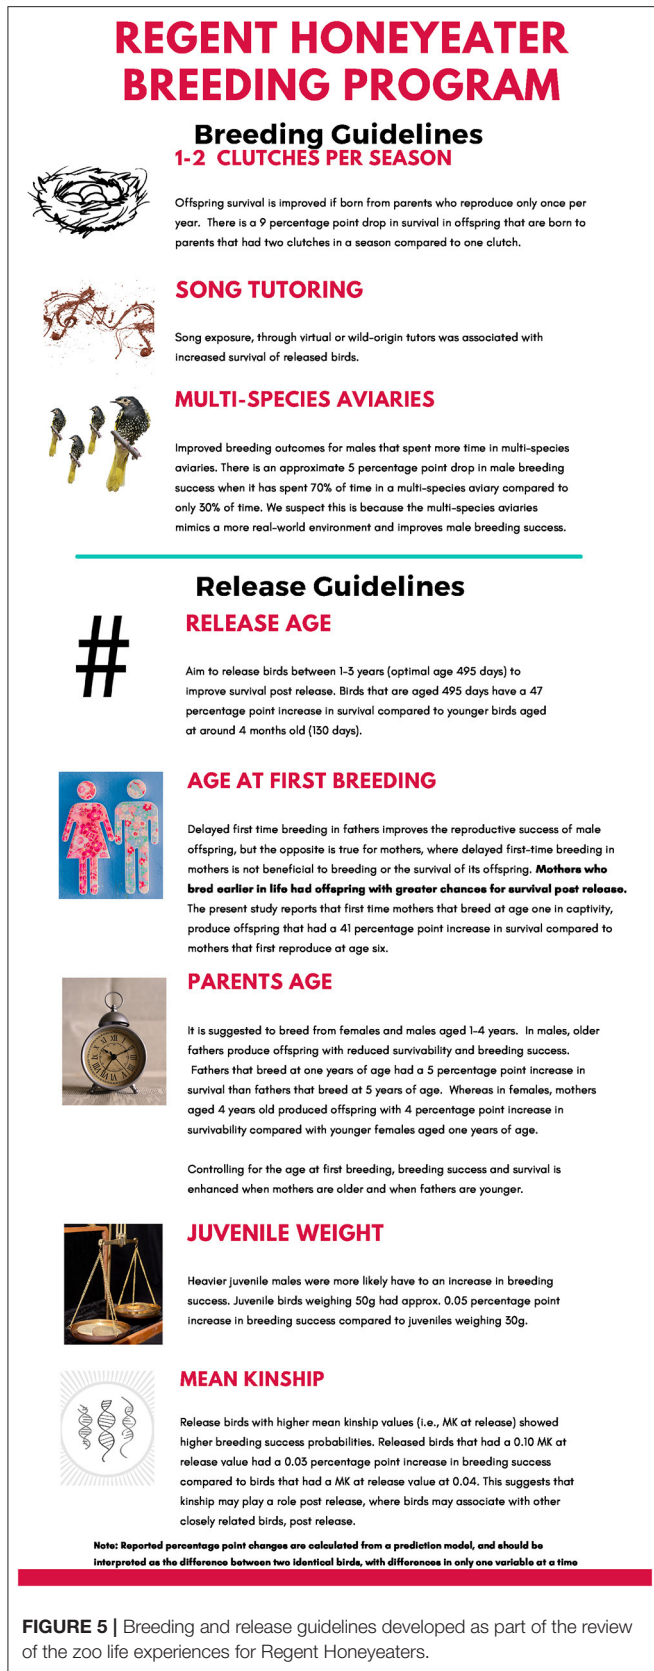 REGENT HONEYEATER
BREEDING PROGRAM
Breeding Guidelines
1-2 CLUTCHES PER SEASON
Offspring survival is improved if born from parents who reproduce only once per
year. There is a 9 percentage point drop in survival in offspring that are born to
parents that had two clutches in a season compared to one clutch.
SONG TUTORING
Song exposure, through virtual or wild-origin tutors was associated with
increased survival of released birds.
MULTI-SPECIES AVIARIES
Improved breeding outcomes for males that spent more time in multi-species
aviaries. There is an approximate 5 percentage point drop in male breeding
success when it has spent 70% of time in a multi-species aviary compared to
only 30% of time. We suspect this is because the multi-species aviaries
mimics a more real-world environment and improves male breeding success.
Release Guidelines
#
RELEASE AGE
Aim to release birds between 1-3 years (optimal age 495 days) to
improve survival post release. Birds that are aged 495 days have a 47
percentage point increase in survival compared to younger birds aged
at around 4 months old (130 days).
AGE AT FIRST BREEDING
Delayed first time breeding in fathers improves the reproductive success of male
offspring, but the opposite is true for mothers, where delayed first-time breeding in
mothers is not beneficial to breeding or the survival of its offspring. Mothers who
bred earlier in life had offspring with greater chances for survival post release.
The present study reports that first time mothers that breed at age one in captivity,
produce offspring that had a 41 percentage point increase in survival compared to
mothers that first reproduce at age six.
PARENTS AGE
It is suggested to breed from females and males aged 1-4 years. In males, older
fathers produce offspring with reduced survivability and breeding success.
Fathers that breed at one years of age had a 5 percentage point increase in
survival than fathers that breed at 5 years of age. Whereas in females, mothers
aged 4 years old produced offspring with 4 percentage point increase in
survivability compared with younger females aged one years of age.
Controlling for the age at first breeding, breeding success and survival is
enhanced when mothers are older and when fathers are younger.
JUVENILE WEIGHT
Heavier juvenile males were more likely have to an increase in breeding
success. Juvenile birds weighing 50g had approx. 0.05 percentage point
increase in breeding success compared to juveniles weighing 30g.
MEAN KINSHIP
Release birds with higher mean kinship values (i.e., MK at release) showed
higher breeding success probabilities. Released birds that had a 0.10 MK at
release value had a 0.03 percentage point increase in breeding success
compared to birds that had a MK at release value at 0.04. This suggests that
kinship may play a role post release, where birds may associate with other
closely related birds, post release.
Note: Reported percentage point changes are calculated from a prediction model, and should be
interpreted as the difference between two identical birds, with differences in only one variable at a time
FIGURE 5 | Breeding and release guidelines developed as part of the review
of the zoo life experiences for Regent Honeyeaters.